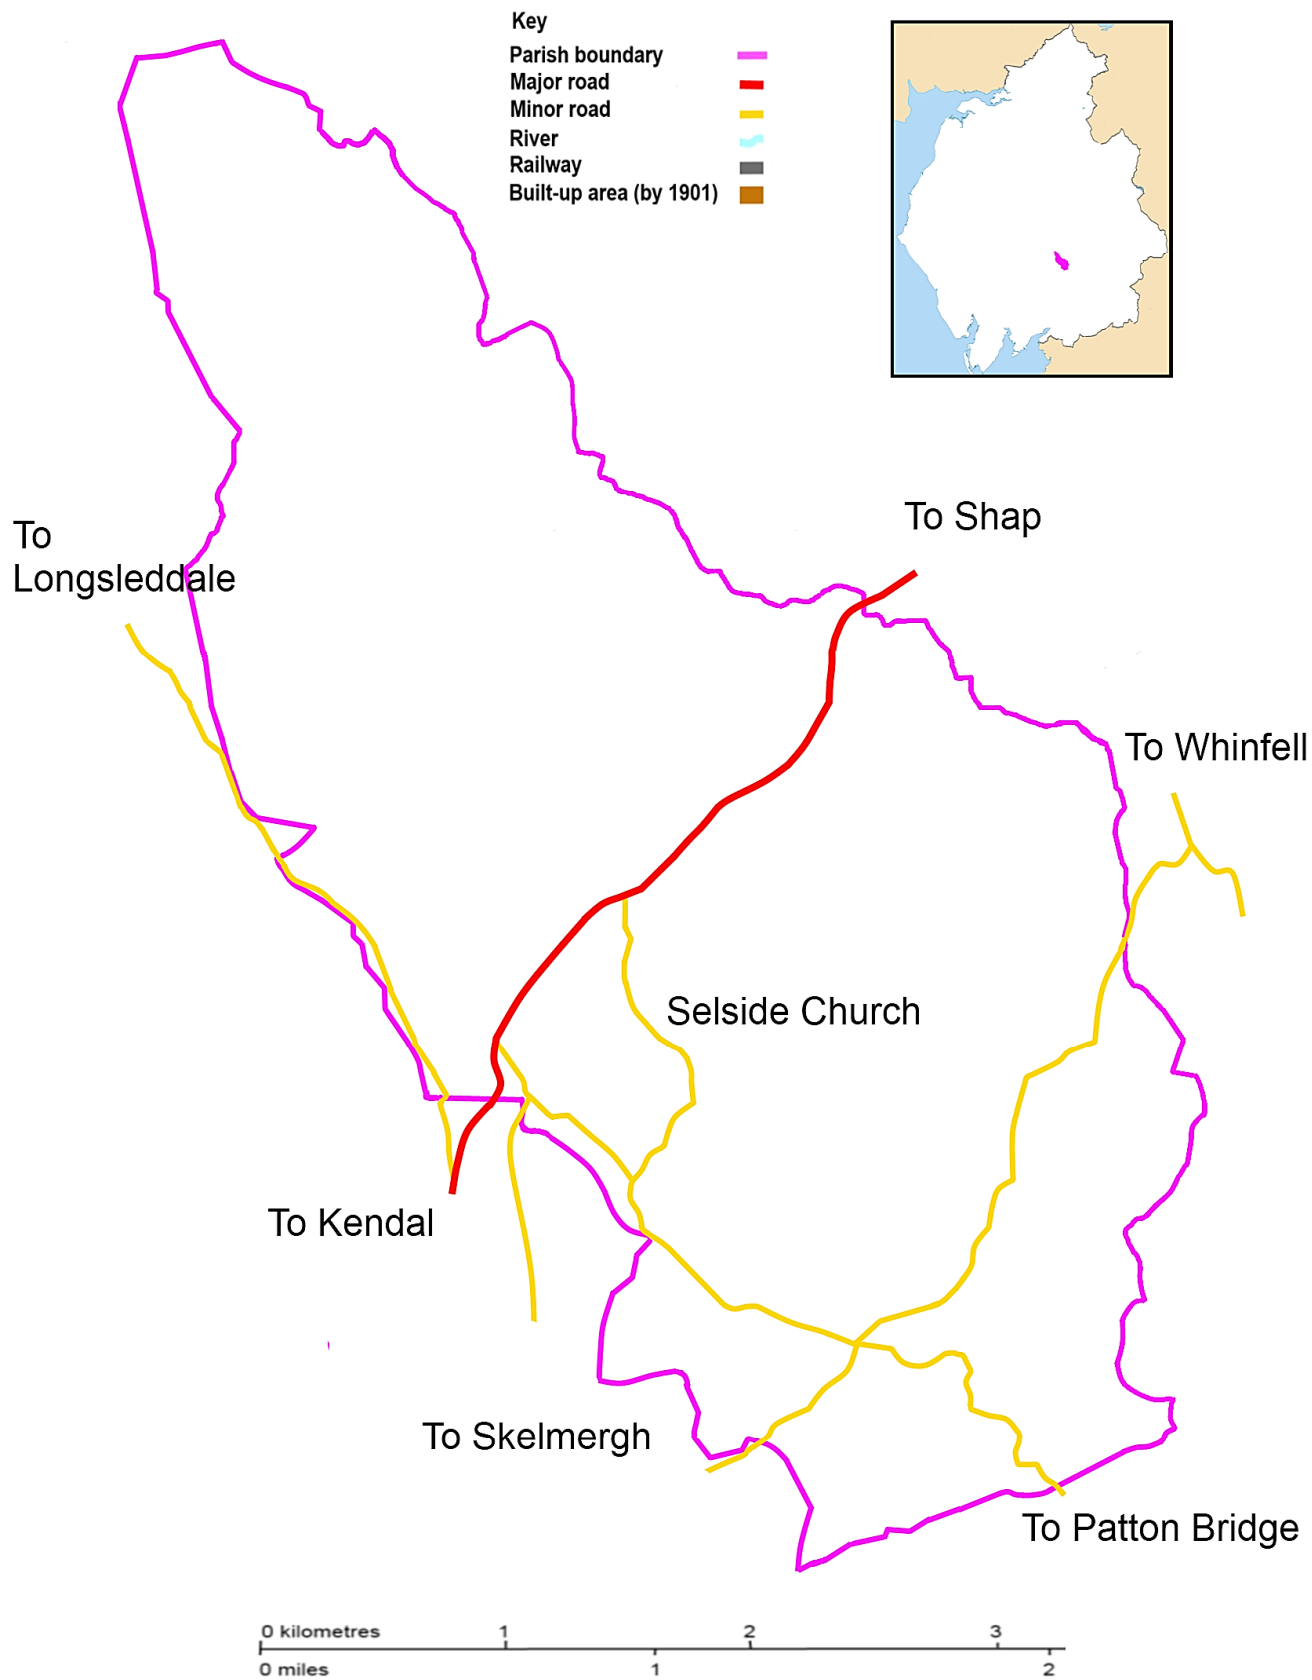 Key
Parish boundary
Major road
Minor road
River
Railway
Built-up area (by 1901)
To Shap
To
Longsleddale
To Whinfell
Selside Church
To Kendal
To Skelmergh
To Patton Bridge
0 kilometres 1 2 3
0 miles 1 2